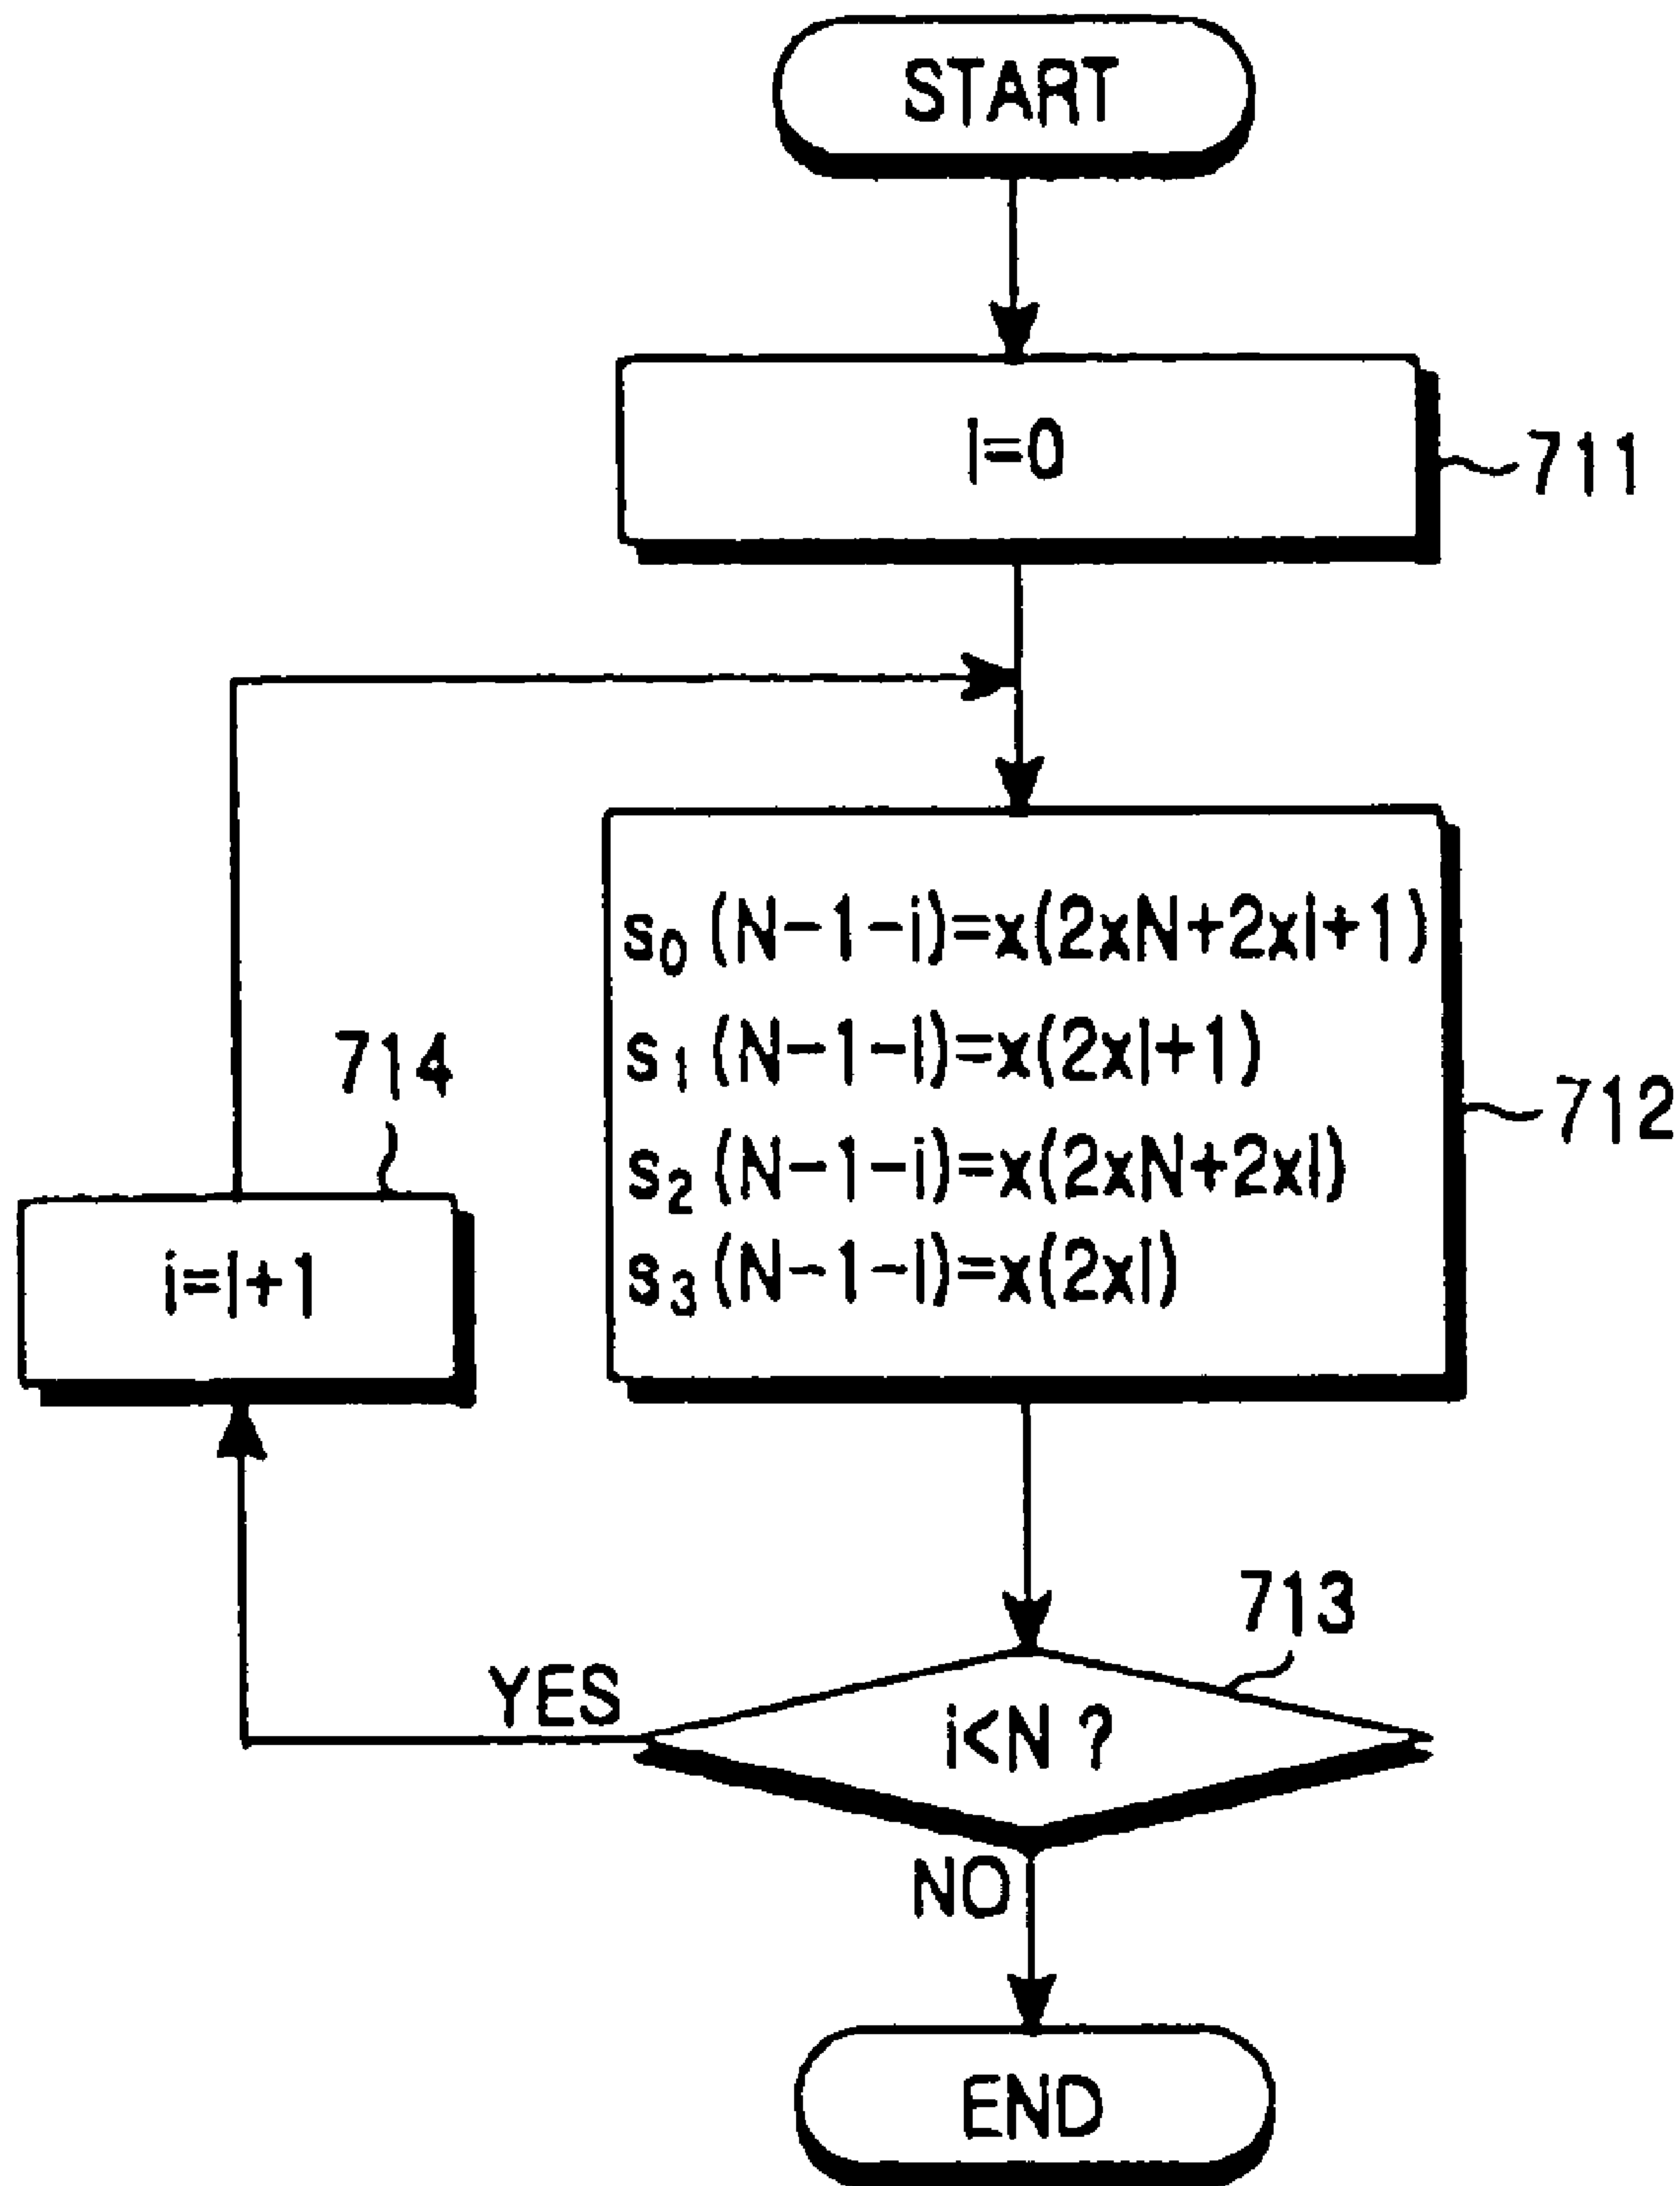 START
i=0
711
s0 (N-1-i)=x(2xN+2xi+1)
s1 (N-1-i)=x(2xi+1)
s2 (N-1-i)=x(2xN+2xi)
s3 (N-1-i)=x(2xi)
712
714
i=i+1
713
YES
i<N ?
NO
END